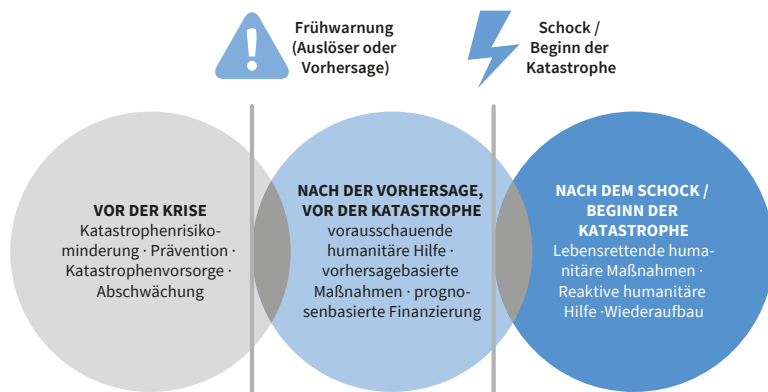 Frühwarnung
(Auslöser oder
Vorhersage)
Schock /
Beginn der
Katastrophe
VOR DER KRISE
Katastrophenrisiko-
minderung · Prävention ·
Katastrophenvorsorge ·
Abschwächung
NACH DER VORHERSAGE,
VOR DER KATASTROPHE
vorausschauende
humanitäre Hilfe ·
vorhersagebasierte
Maßnahmen · progno-
senbasierte Finanzierung
NACH DEM SCHOCK /
BEGINN DER
KATASTROPHE
Lebensrettende huma-
nitäre Maßnahmen ·
Reaktive humanitäre
Hilfe ·Wiederaufbau